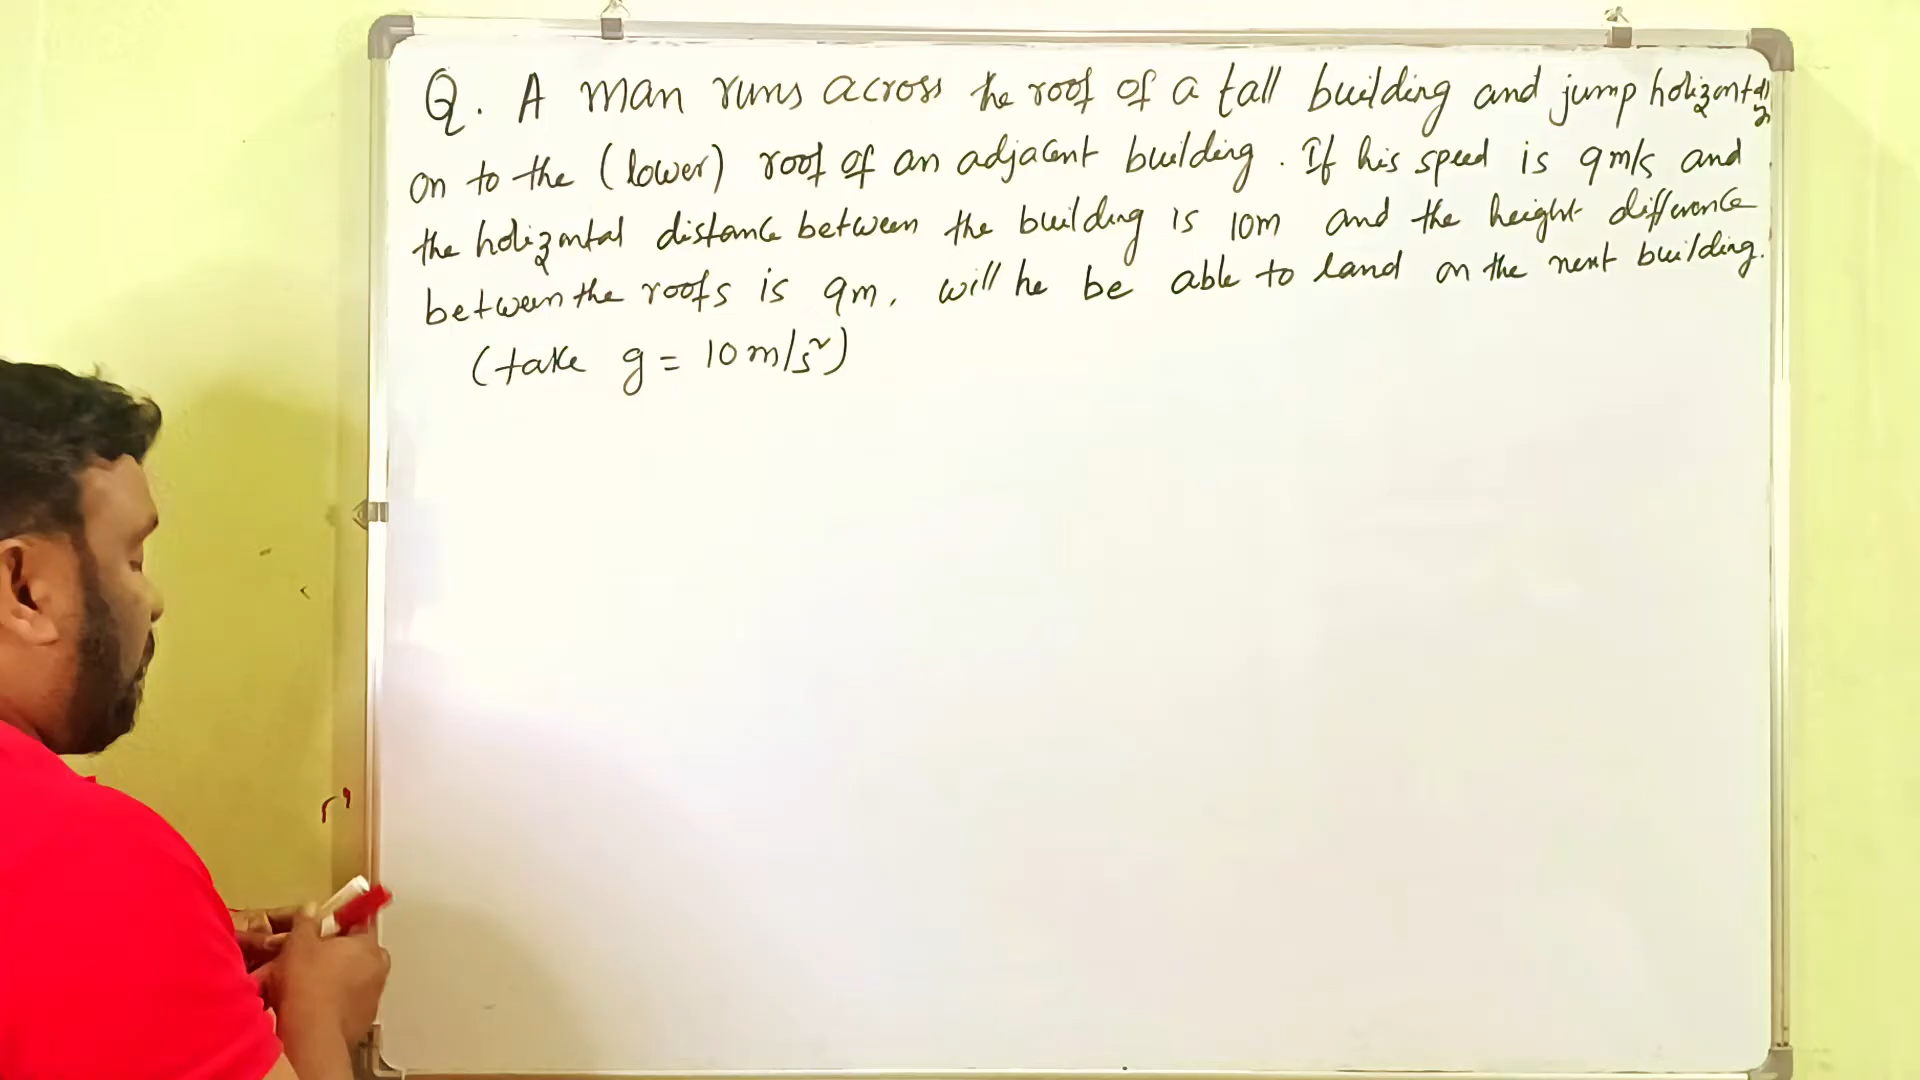 Q. A man runs across the roof of a tall building and jump horizontally
on to the (lower) roof of an adjacent building. If his speed is 9m/s and
the horizontal distance between the building is 10m and the height difference
between the roofs is 9m, will he be able to land on the next building.
(take g = 10m/s²)